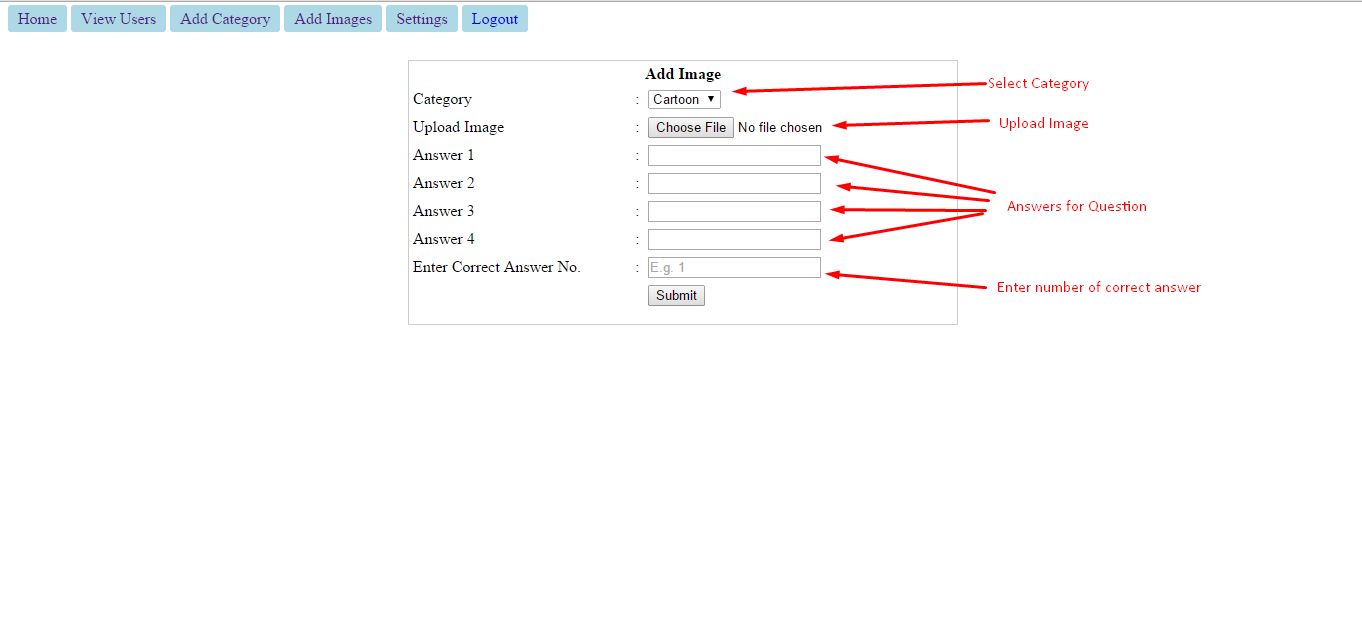 Home View Users Add Category Add Images Settings Logout
Add Image
Category : Cartoon ▼ Select Category
Upload Image : Choose File No file chosen Upload Image
Answer 1 :
Answer 2 :
Answer 3 : Answers for Question
Answer 4 :
Enter Correct Answer No. : E.g. 1 Enter number of correct answer
Submit